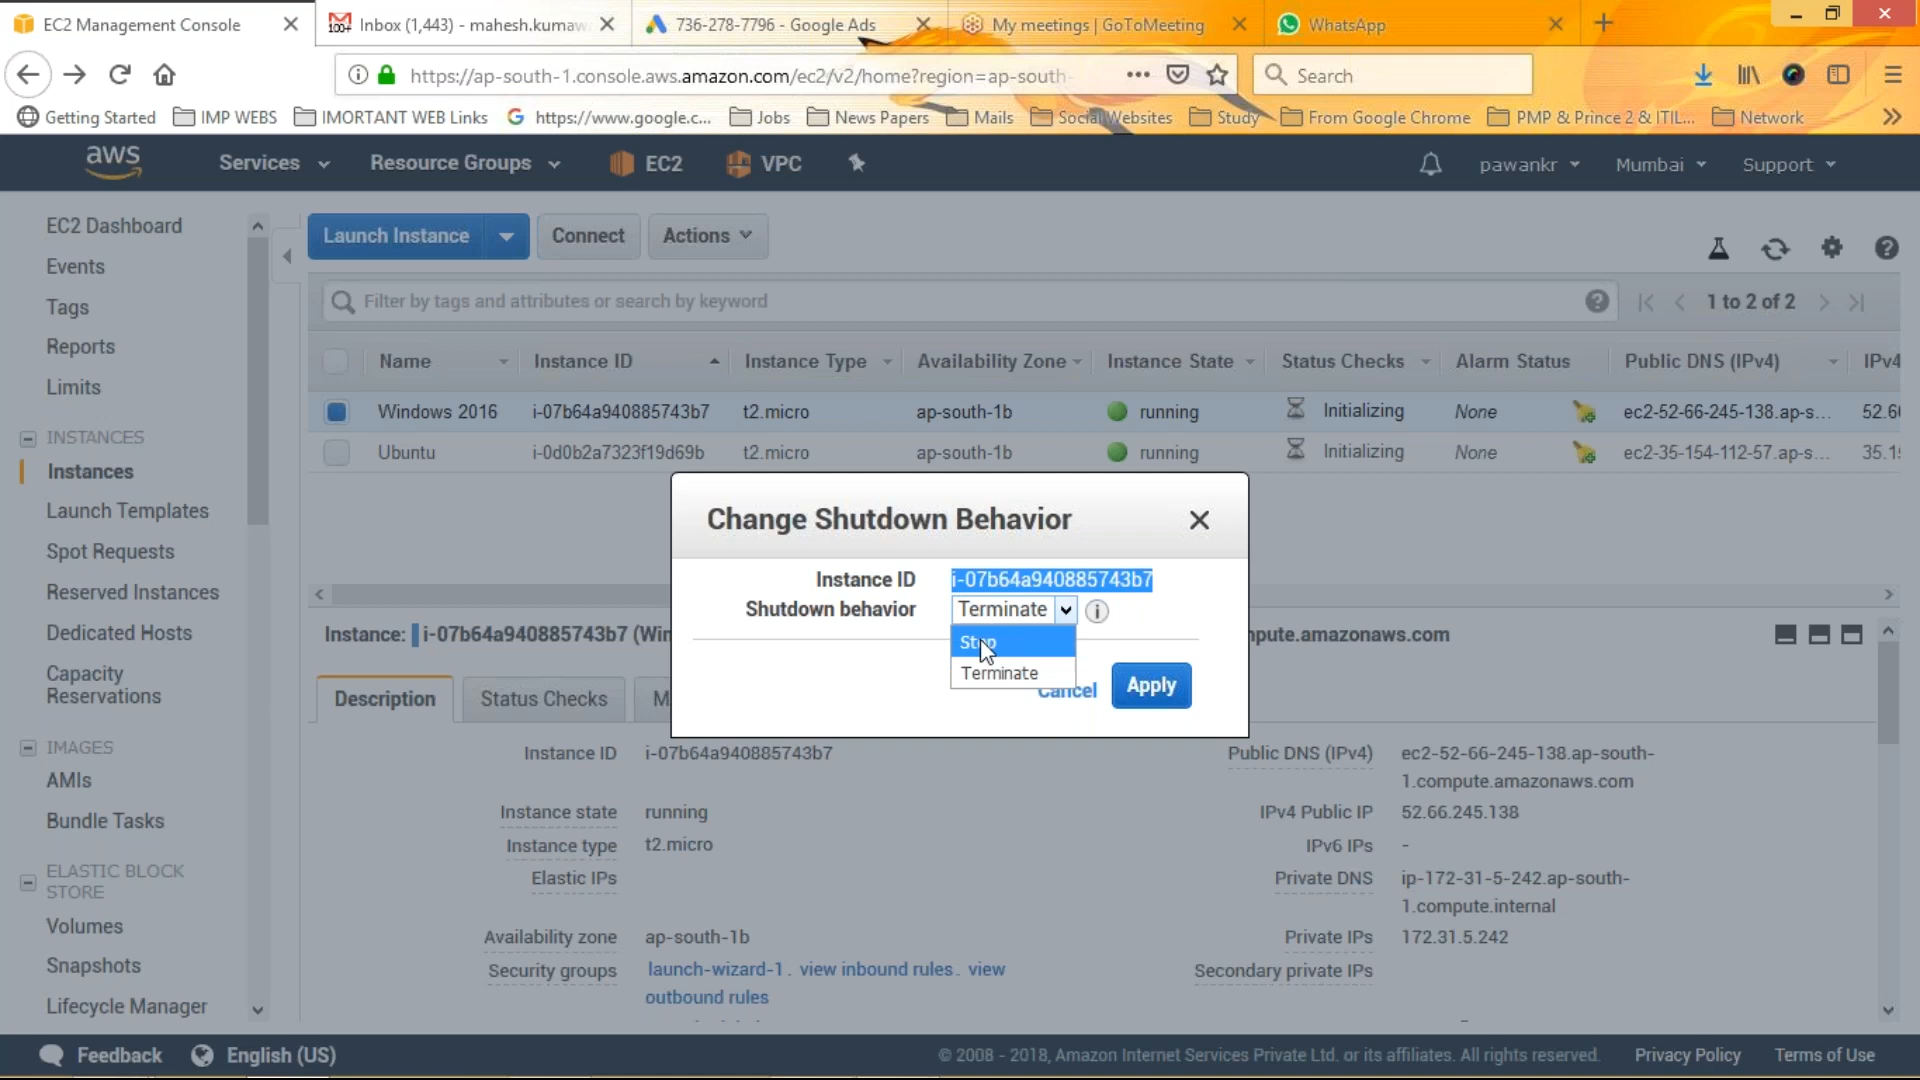 EC2 Management Console
Inbox (1,443) - mahesh.kumaw
736-278-7796 - Google Ads
My meetings | GoToMeeting
WhatsApp
https://ap-south-1.console.aws.amazon.com/ec2/v2/home?region=ap-south-
Search
Getting Started
IMP WEBS
IMORTANT WEB Links
https://www.google.c...
Jobs
News Papers
Mails
Social Websites
Study
From Google Chrome
PMP & Prince 2 & ITIL...
Network
aws
Services
Resource Groups
EC2
VPC
pawankr
Mumbai
Support
EC2 Dashboard
Events
Tags
Reports
Limits
INSTANCES
Instances
Launch Templates
Spot Requests
Reserved Instances
Dedicated Hosts
Capacity
Reservations
IMAGES
AMIs
Bundle Tasks
ELASTIC BLOCK
STORE
Volumes
Snapshots
Lifecycle Manager
Launch Instance
Connect
Actions
Filter by tags and attributes or search by keyword
1 to 2 of 2
Name
Instance ID
Instance Type
Availability Zone
Instance State
Status Checks
Alarm Status
Public DNS (IPv4)
IPv4
Windows 2016
i-07b64a940885743b7
t2.micro
ap-south-1b
running
Initializing
None
ec2-52-66-245-138.ap-s...
52.6
Ubuntu
i-0d0b2a7323f19d69b
t2.micro
ap-south-1b
running
Initializing
None
ec2-35-154-112-57.ap-s...
35.1
Change Shutdown Behavior
Instance ID
i-07b64a940885743b7
Shutdown behavior
Terminate
Stop
Terminate
Cancel
Apply
Instance: i-07b64a940885743b7 (Win
pute.amazonaws.com
Description
Status Checks
M
Instance ID
i-07b64a940885743b7
Public DNS (IPv4)
ec2-52-66-245-138.ap-south-
1.compute.amazonaws.com
Instance state
running
IPv4 Public IP
52.66.245.138
Instance type
t2.micro
IPv6 IPs
-
Elastic IPs
Private DNS
ip-172-31-5-242.ap-south-
1.compute.internal
Availability zone
ap-south-1b
Private IPs
172.31.5.242
Security groups
launch-wizard-1. view inbound rules. view
outbound rules
Secondary private IPs
Feedback
English (US)
© 2008 - 2018, Amazon Internet Services Private Ltd. or its affiliates. All rights reserved.
Privacy Policy
Terms of Use